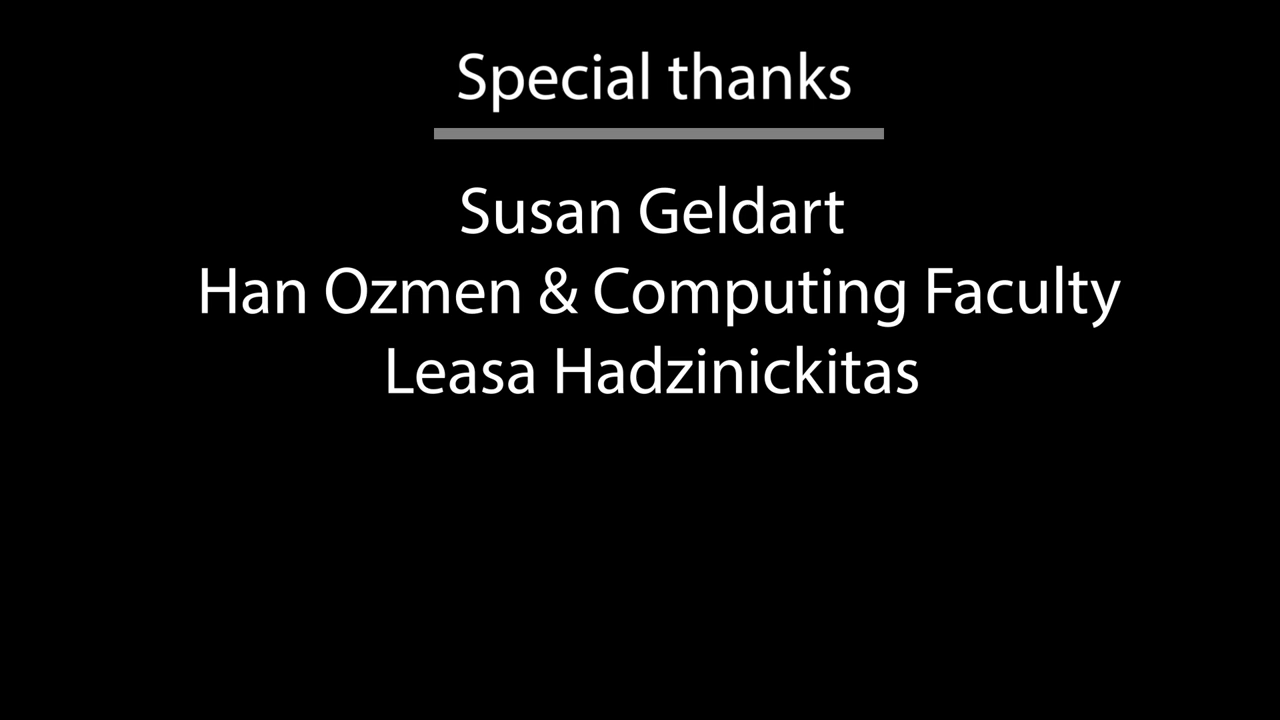 Special thanks
Susan Geldart
Han Ozmen & Computing Faculty
Leasa Hadzinickitas